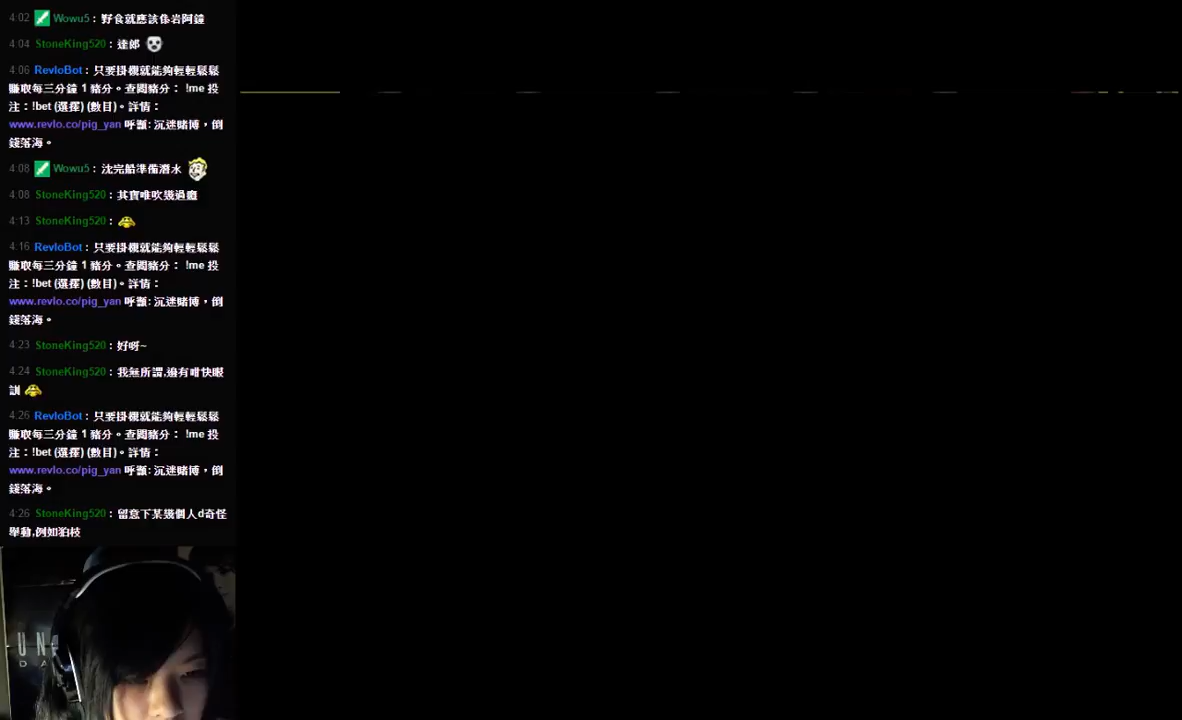 4:02 Wowu5：野食就應該係岩阿鐘
4:04 StoneKing520：達郎
4:06 RevloBot：只要掛機就能夠輕輕鬆鬆
賺取每三分鐘 1 豬分。查閱豬分： !me 投
注：!bet (選擇) (數目)。詳情：
www.revlo.co/pig_yan 呼籲: 沉迷賭博，倒
錢落海。
4:08 Wowu5：沈完船準備潛水
4:08 StoneKing520：其實唯吹幾過癮
4:13 StoneKing520：
4:16 RevloBot：只要掛機就能夠輕輕鬆鬆
賺取每三分鐘 1 豬分。查閱豬分： !me 投
注：!bet (選擇) (數目)。詳情：
www.revlo.co/pig_yan 呼籲: 沉迷賭博，倒
錢落海。
4:23 StoneKing520：好呀~
4:24 StoneKing520：我無所謂,邊有咁快眼
訓
4:26 RevloBot：只要掛機就能夠輕輕鬆鬆
賺取每三分鐘 1 豬分。查閱豬分： !me 投
注：!bet (選擇) (數目)。詳情：
www.revlo.co/pig_yan 呼籲: 沉迷賭博，倒
錢落海。
4:26 StoneKing520：留意下某幾個人d奇怪
舉動,例如狛枝
UN
DA